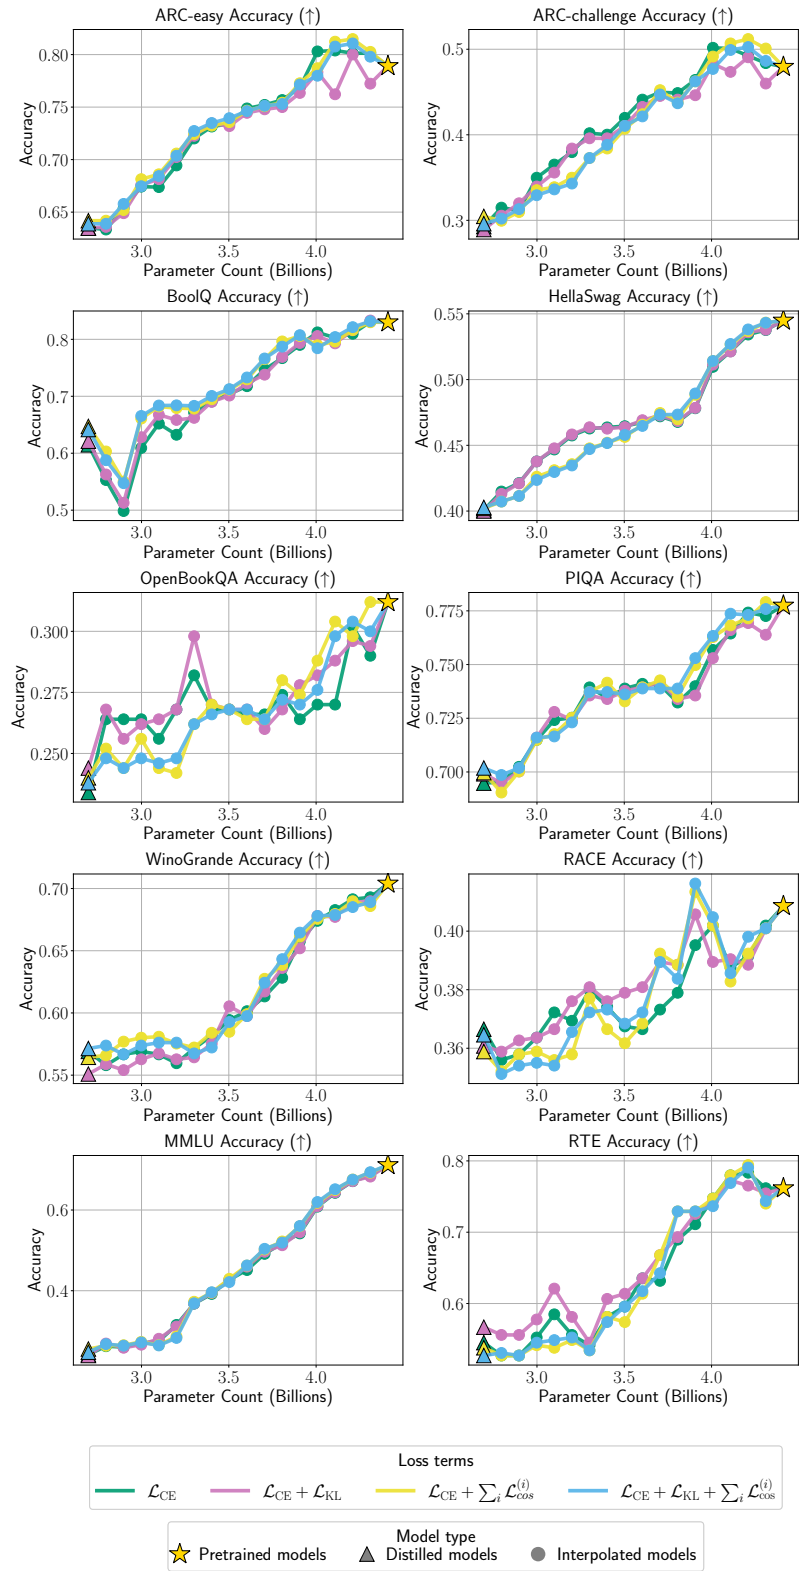 ARC-easy Accuracy (↑)
Accuracy
0.80
0.75
0.70
0.65
3.0 3.5 4.0
Parameter Count (Billions)
ARC-challenge Accuracy (↑)
Accuracy
0.5
0.4
0.3
3.0 3.5 4.0
Parameter Count (Billions)
BoolQ Accuracy (↑)
Accuracy
0.8
0.7
0.6
0.5
3.0 3.5 4.0
Parameter Count (Billions)
HellaSwag Accuracy (↑)
Accuracy
0.55
0.50
0.45
0.40
3.0 3.5 4.0
Parameter Count (Billions)
OpenBookQA Accuracy (↑)
Accuracy
0.300
0.275
0.250
3.0 3.5 4.0
Parameter Count (Billions)
PIQA Accuracy (↑)
Accuracy
0.775
0.750
0.725
0.700
3.0 3.5 4.0
Parameter Count (Billions)
WinoGrande Accuracy (↑)
Accuracy
0.70
0.65
0.60
0.55
3.0 3.5 4.0
Parameter Count (Billions)
RACE Accuracy (↑)
Accuracy
0.40
0.38
0.36
3.0 3.5 4.0
Parameter Count (Billions)
MMLU Accuracy (↑)
Accuracy
0.6
0.4
3.0 3.5 4.0
Parameter Count (Billions)
RTE Accuracy (↑)
Accuracy
0.8
0.7
0.6
3.0 3.5 4.0
Parameter Count (Billions)
Loss terms
ℒ_CE ℒ_CE + ℒ_KL ℒ_CE + ∑_i ℒ_cos^(i) ℒ_CE + ℒ_KL + ∑_i ℒ_cos^(i)
Model type
Pretrained models Distilled models Interpolated models